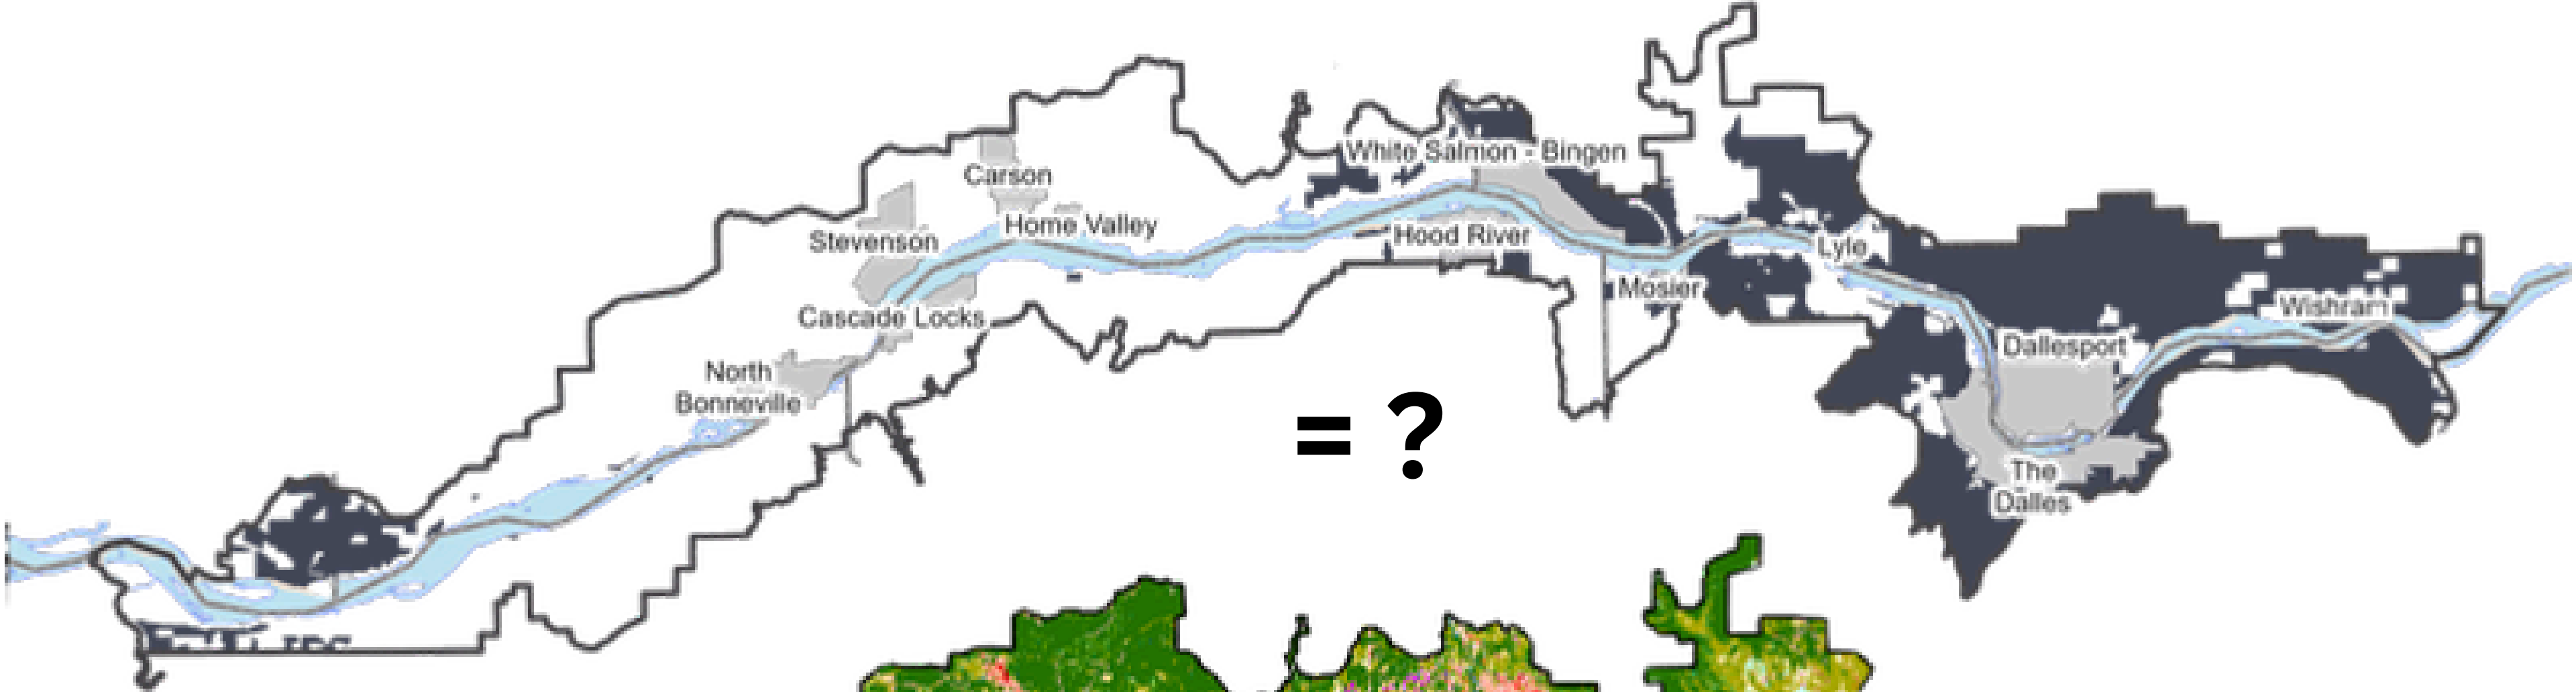 White Salmon - Bingen
Carson
Home Valley
Stevenson
Hood River
Lyle
Mosier
Cascade Locks
Wishram
Dallesport
North
Bonneville
= ?
The
Dalles